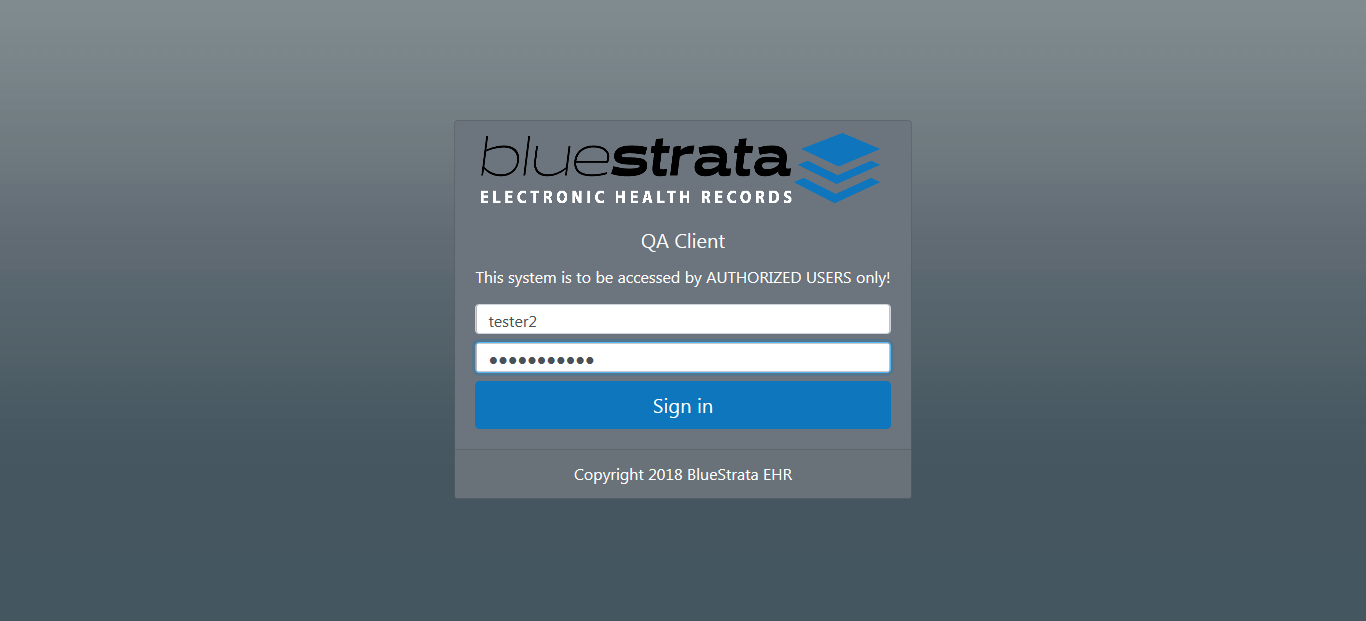 bluestrata
ELECTRONIC HEALTH RECORDS
QA Client
This system is to be accessed by AUTHORIZED USERS only!
tester2
●●●●●●●●●●●
Sign in
Copyright 2018 BlueStrata EHR